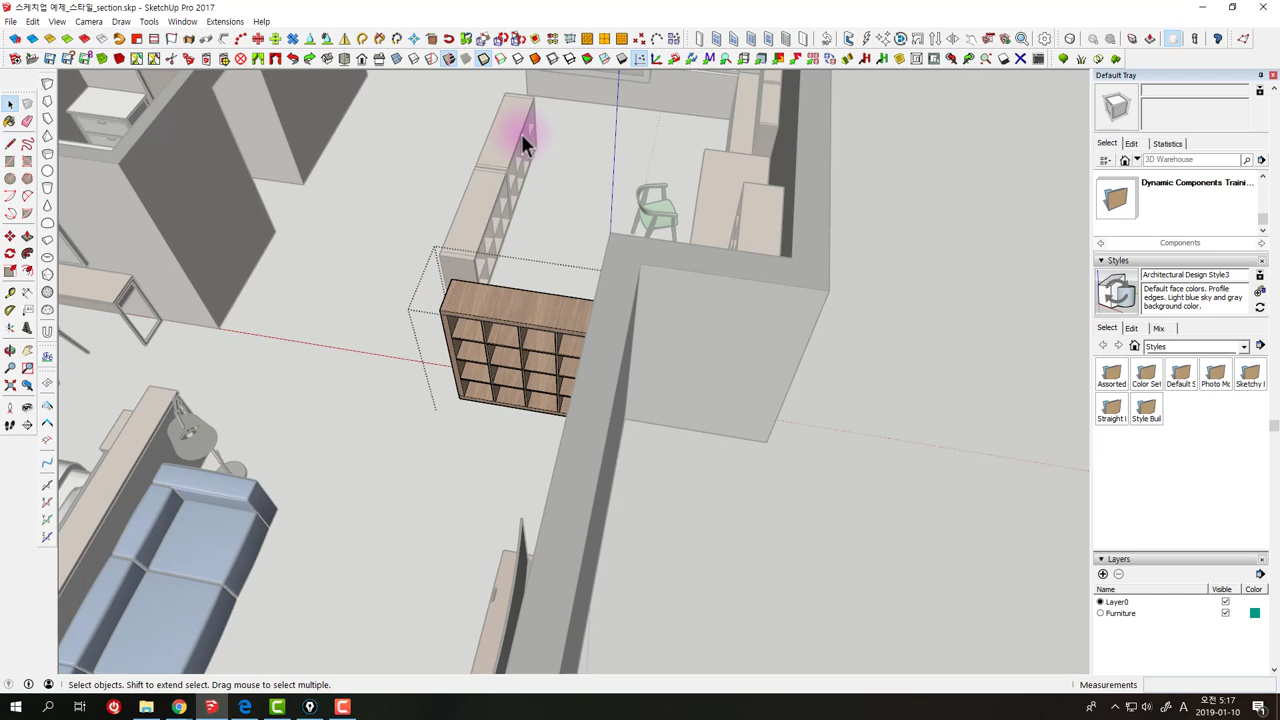 스케치업 예제_스타일_section.skp - SketchUp Pro 2017
File Edit View Camera Draw Tools Window Extensions Help
Default Tray
Select Edit Statistics
3D Warehouse
Dynamic Components Traini...
Components
Styles
Architectural Design Style3
Default face colors. Profile
edges. Light blue sky and gray
background color.
Select Edit Mix
Styles
Assorted Color Set Default S Photo Mo Sketchy
Straight Style Buil
Layers
Name Visible Color
Layer0
Furniture
Select objects. Shift to extend select. Drag mouse to select multiple.
Measurements
A 오전 5:17
2019-01-10